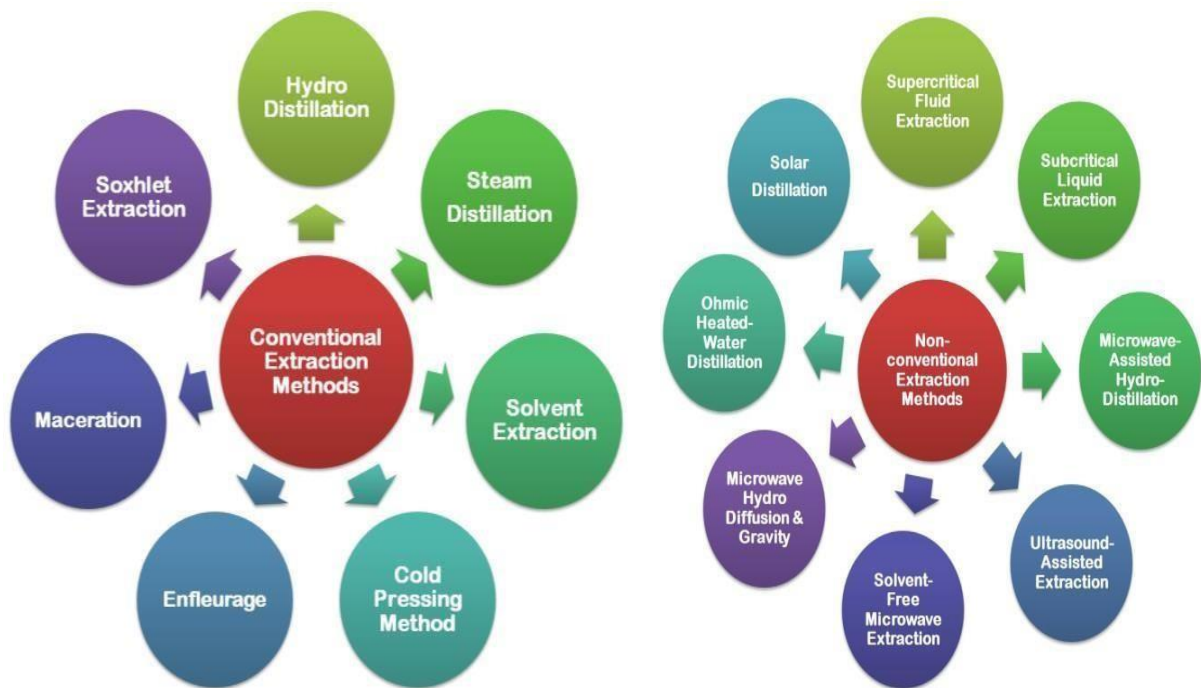 Conventional
Extraction
Methods
Hydro
Distillation
Steam
Distillation
Solvent
Extraction
Cold
Pressing
Method
Enfleurage
Maceration
Soxhlet
Extraction
Non-
conventional
Extraction
Methods
Supercritical
Fluid
Extraction
Subcritical
Liquid
Extraction
Microwave-
Assisted
Hydro-
Distillation
Ultrasound-
Assisted
Extraction
Solvent-
Free
Microwave
Extraction
Microwave
Hydro
Diffusion &
Gravity
Ohmic
Heated-
Water
Distillation
Solar
Distillation